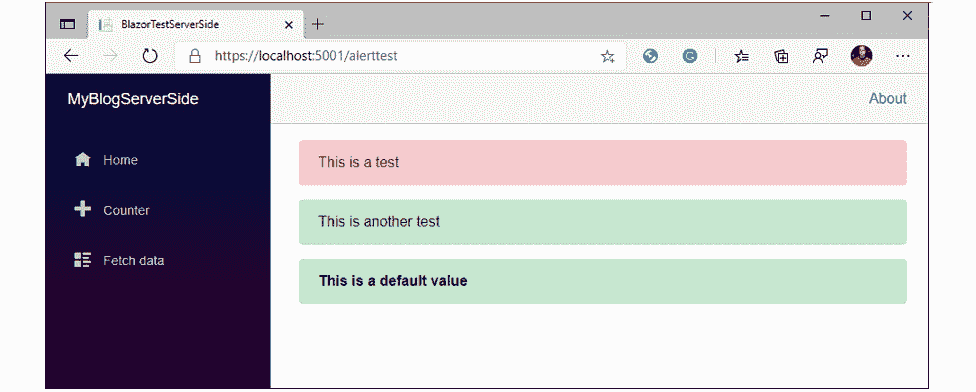 BlazorTestServerSide
https://localhost:5001/alerttest
MyBlogServerSide
About
Home
Counter
Fetch data
This is a test
This is another test
This is a default value